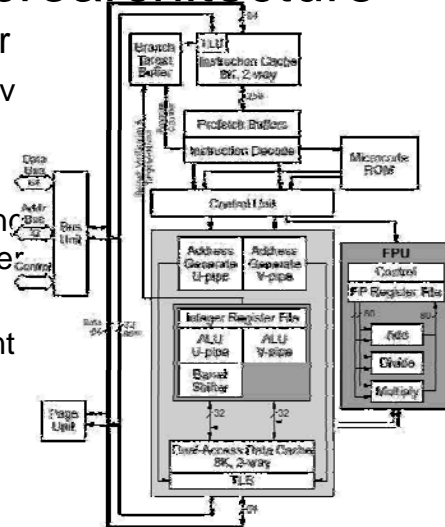 64
Branch
Target
Buffer
TLB
Instruction Cache
8K, 2-way
256
Prefetch Buffers
Instruction Decode
Microcode
ROM
Control Unit
Data
Bus
64
Addr
Bus
32
Control
Bus
Unit
Address
Generate
U-pipe
Address
Generate
V-pipe
FPU
Control
FP Register File
80
80
Add
Divide
Multiply
Integer Register File
ALU
U-pipe
ALU
V-pipe
Barrel
Shifter
32
32
Page
Unit
Dual-Access Data Cache
8K, 2-way
TLB
64